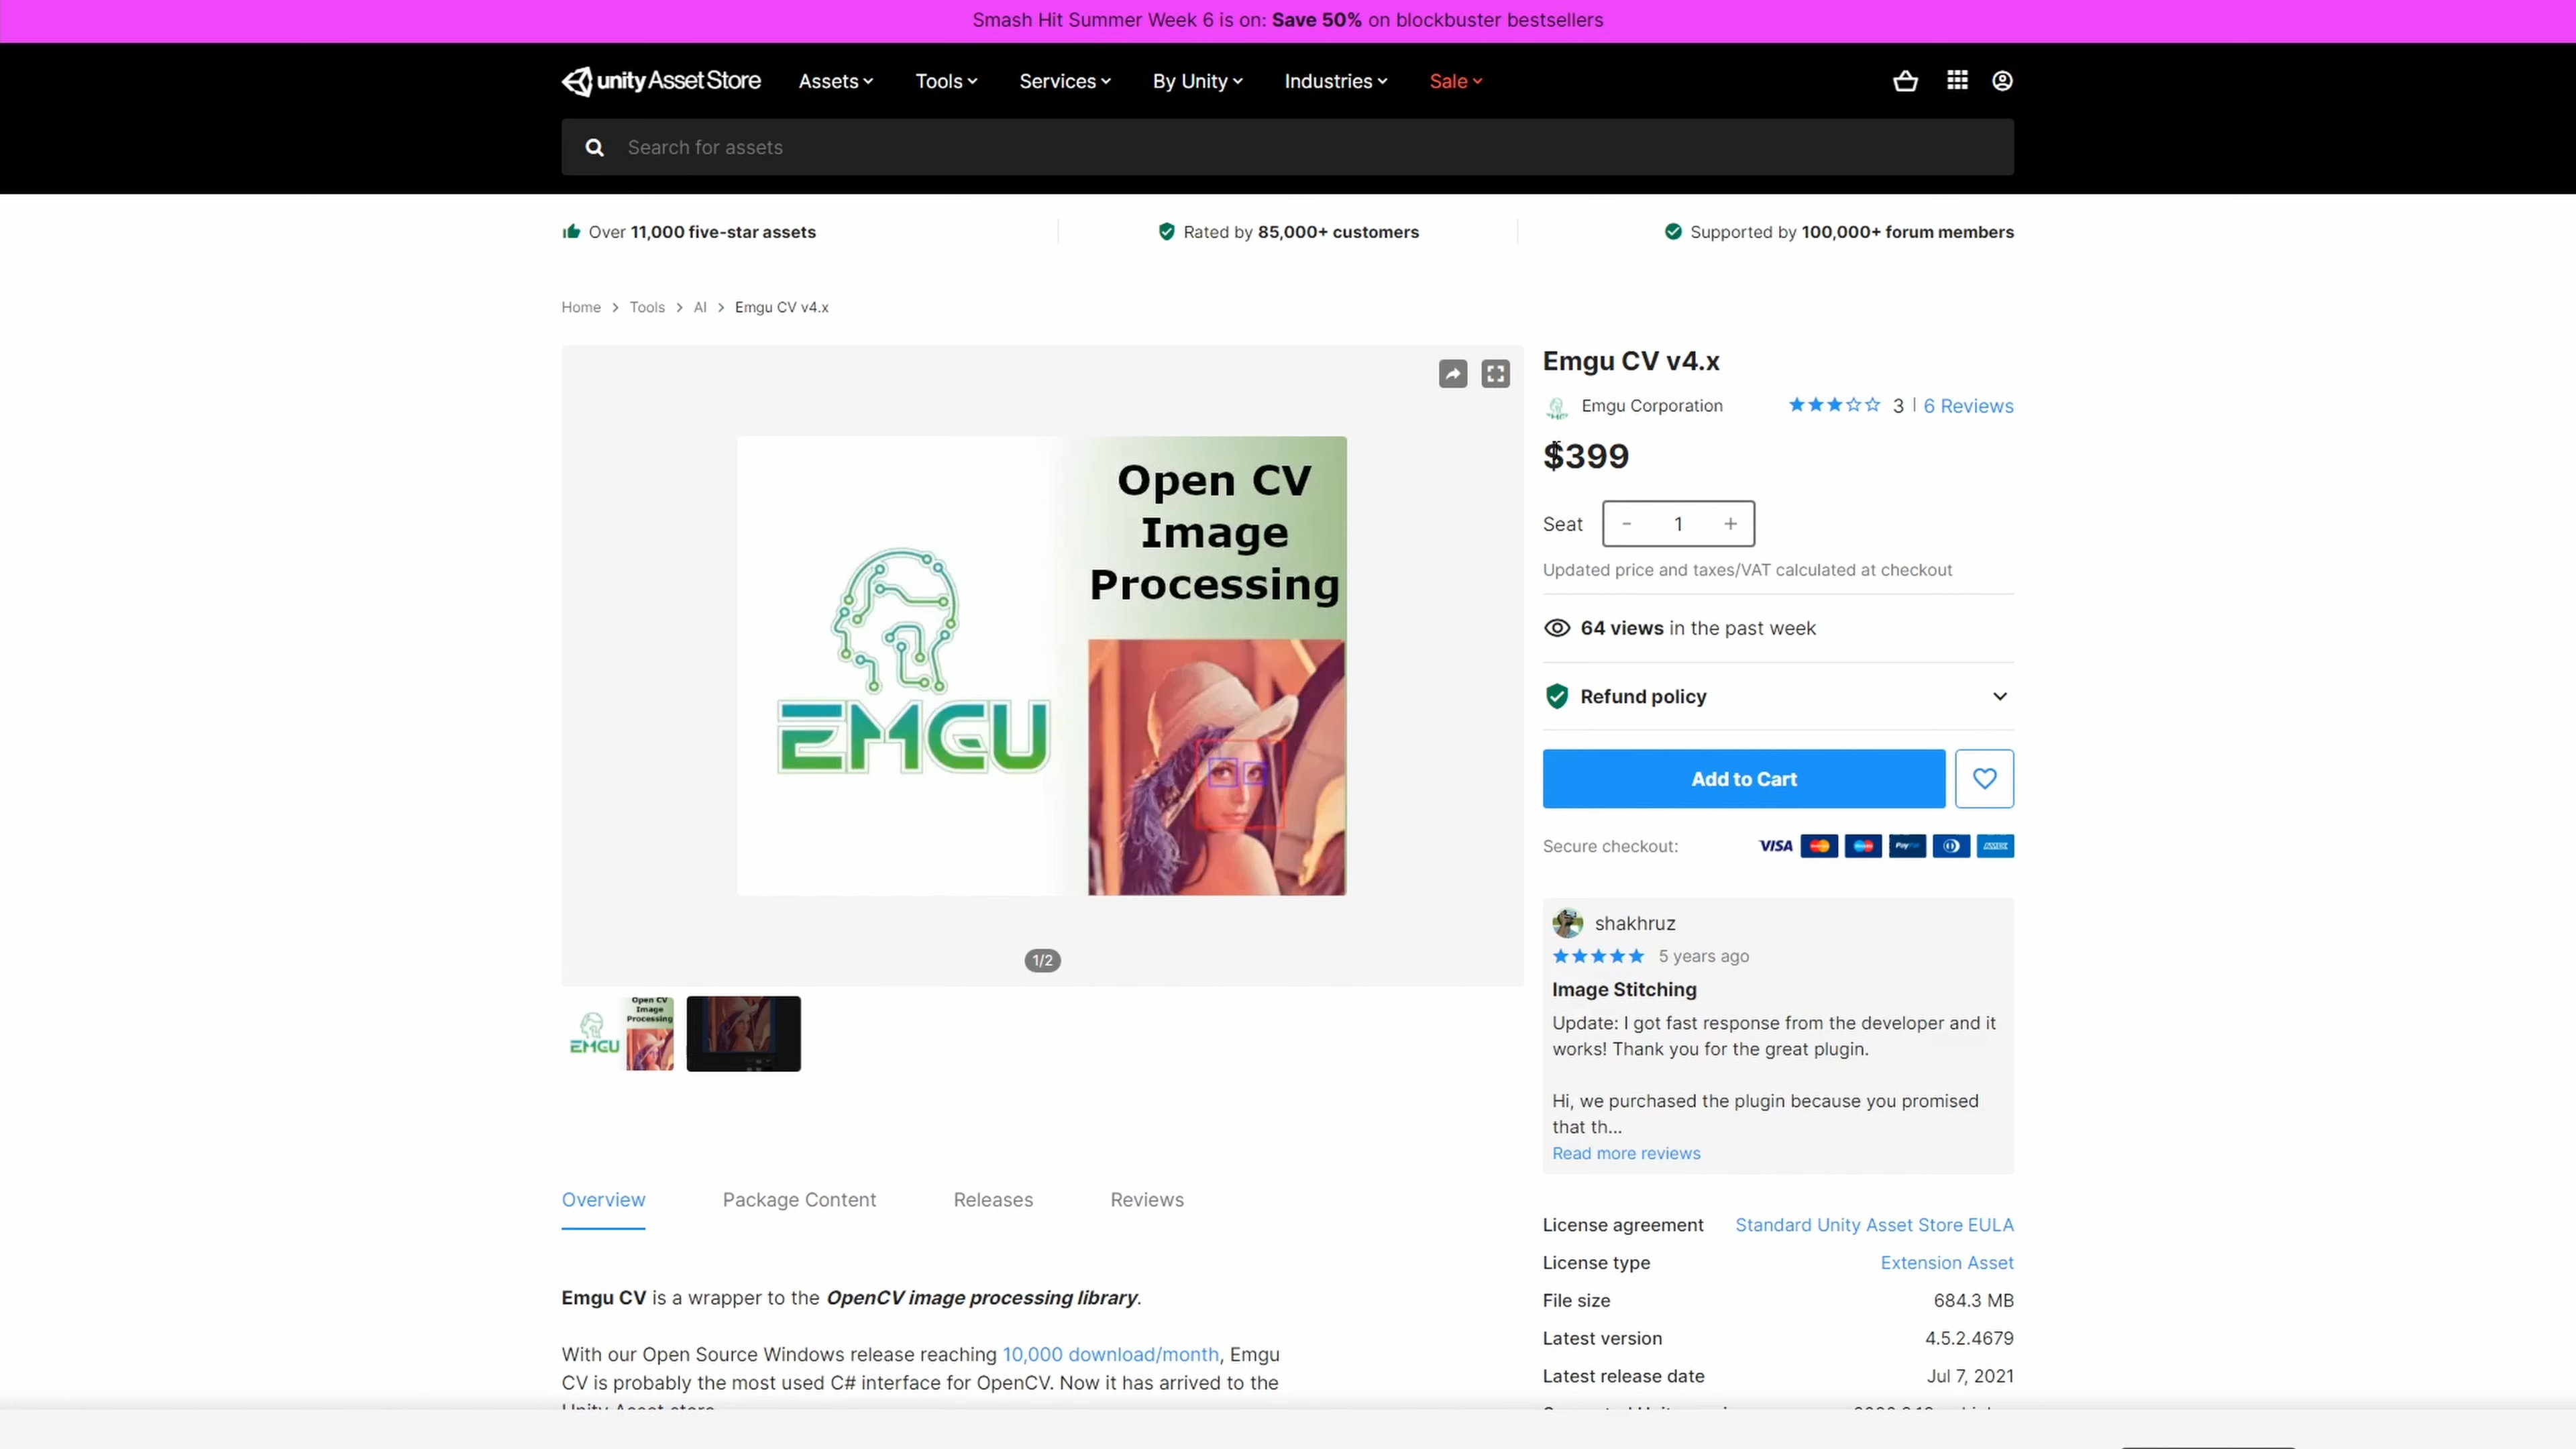 Smash Hit Summer Week 6 is on: Save 50% on blockbuster bestsellers
unity Asset Store
Assets
Tools
Services
By Unity
Industries
Sale
Search for assets
Over 11,000 five-star assets
Rated by 85,000+ customers
Supported by 100,000+ forum members
Home > Tools > AI > Emgu CV v4.x
Open CV
Image
Processing
EMGU
1/2
Open CV
Image
Processing
EMGU
Emgu CV v4.x
Emgu Corporation
3 | 6 Reviews
$399
Seat - 1 +
Updated price and taxes/VAT calculated at checkout
64 views in the past week
Refund policy
Add to Cart
Secure checkout:
VISA
PayPal
shakhruz
5 years ago
Image Stitching
Update: I got fast response from the developer and it
works! Thank you for the great plugin.
Hi, we purchased the plugin because you promised
that th...
Read more reviews
Overview
Package Content
Releases
Reviews
Emgu CV is a wrapper to the OpenCV image processing library.
With our Open Source Windows release reaching 10,000 download/month, Emgu
CV is probably the most used C# interface for OpenCV. Now it has arrived to the
Unity Asset store
License agreement Standard Unity Asset Store EULA
License type Extension Asset
File size 684.3 MB
Latest version 4.5.2.4679
Latest release date Jul 7, 2021